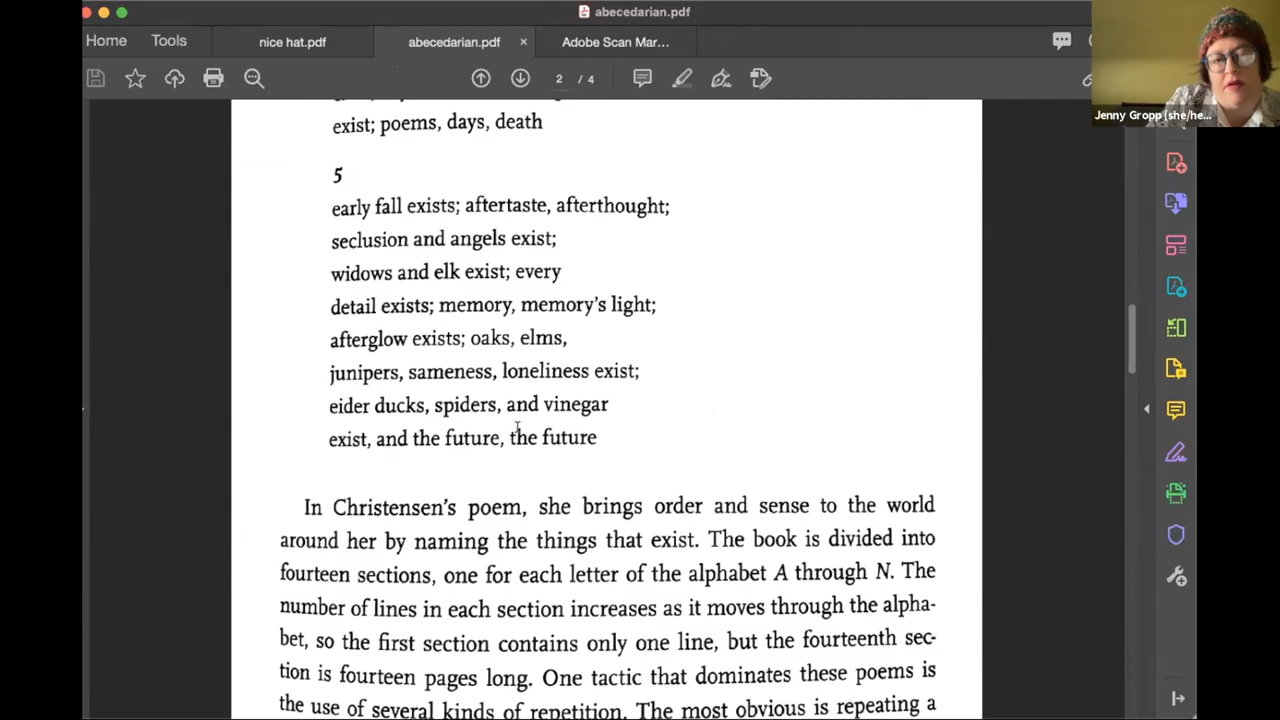 abecedarian.pdf
Home
Tools
nice hat.pdf
abecedarian.pdf ×
Adobe Scan Mar...
2 / 4
Jenny Gropp (she/he...
exist; poems, days, death
5
early fall exists; aftertaste, afterthought;
seclusion and angels exist;
widows and elk exist; every
detail exists; memory, memory's light;
afterglow exists; oaks, elms,
junipers, sameness, loneliness exist;
eider ducks, spiders, and vinegar
exist, and the future, the future
In Christensen's poem, she brings order and sense to the world
around her by naming the things that exist. The book is divided into
fourteen sections, one for each letter of the alphabet A through N. The
number of lines in each section increases as it moves through the alpha-
bet, so the first section contains only one line, but the fourteenth sec-
tion is fourteen pages long. One tactic that dominates these poems is
the use of several kinds of repetition. The most obvious is repeating a